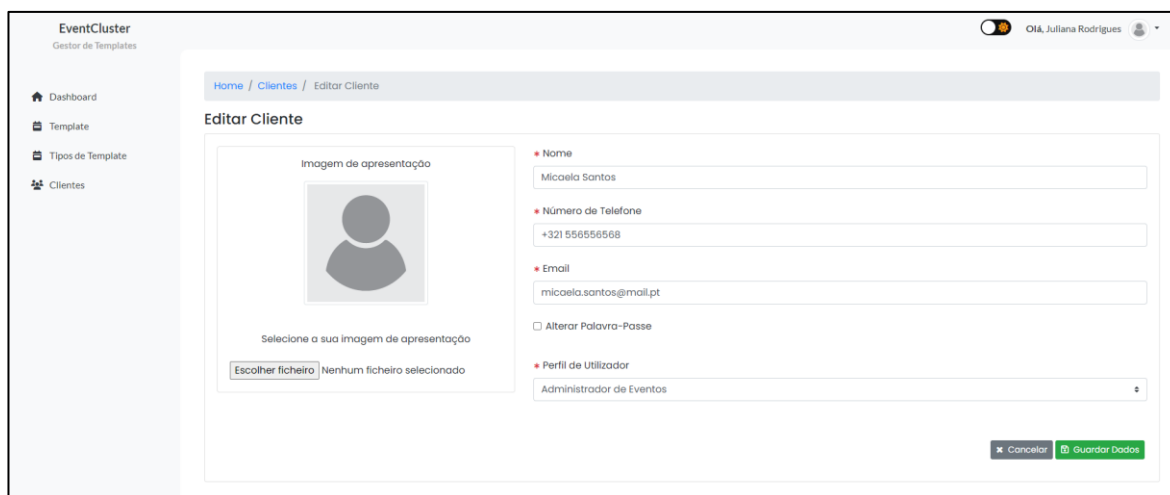 EventCluster
Gestor de Templates
Olá, Juliana Rodrigues
Dashboard
Template
Tipos de Template
Clientes
Home / Clientes / Editar Cliente
Editar Cliente
Imagem de apresentação
Selecione a sua imagem de apresentação
Escolher ficheiro Nenhum ficheiro selecionado
* Nome
Micaela Santos
* Número de Telefone
+321 556556568
* Email
micaela.santos@mail.pt
Alterar Palavra-Passe
* Perfil de Utilizador
Administrador de Eventos
Cancelar Guardar Dados